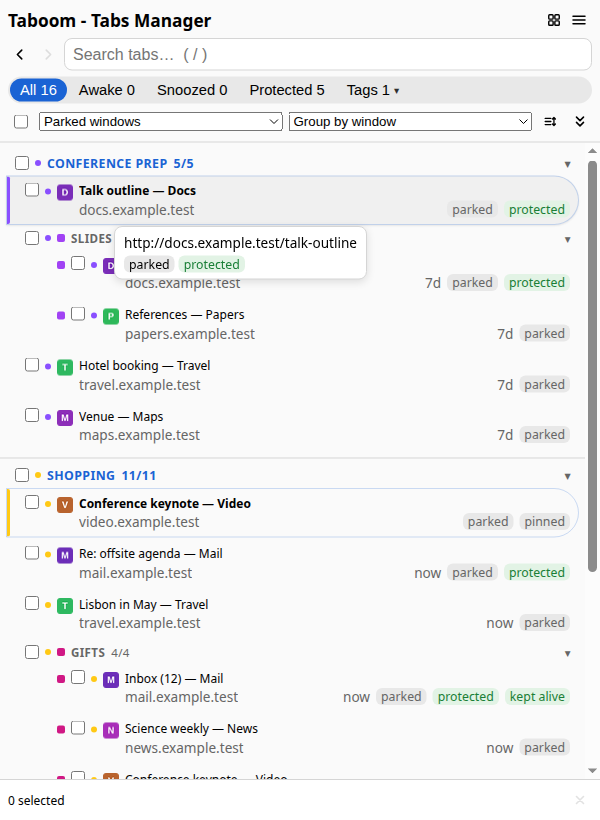 Taboom - Tabs Manager
Search tabs… ( / )
All 16 Awake 0 Snoozed 0 Protected 5 Tags 1 ▾
Parked windows Group by window
CONFERENCE PREP 5/5
D Talk outline — Docs
docs.example.test parked protected
SLIDES
http://docs.example.test/talk-outline
parked protected
D
docs.example.test 7d parked protected
P References — Papers
papers.example.test 7d parked
T Hotel booking — Travel
travel.example.test 7d parked
M Venue — Maps
maps.example.test 7d parked
SHOPPING 11/11
V Conference keynote — Video
video.example.test parked pinned
M Re: offsite agenda — Mail
mail.example.test now parked protected
T Lisbon in May — Travel
travel.example.test now parked
GIFTS 4/4
M Inbox (12) — Mail
mail.example.test now parked protected kept alive
N Science weekly — News
news.example.test now parked
Conference keynote — Video
0 selected